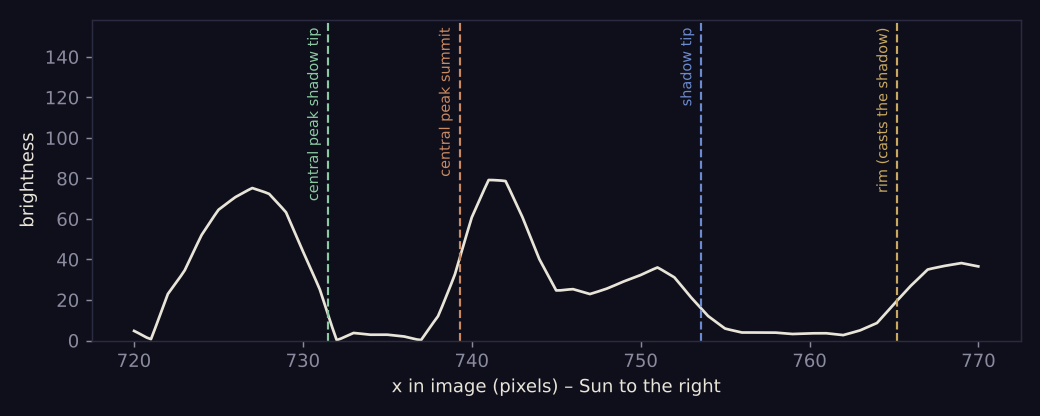 140
120
100
80
60
40
20
0
brightness
central peak shadow tip
central peak summit
shadow tip
rim (casts the shadow)
720
730
740
750
760
770
x in image (pixels) – Sun to the right